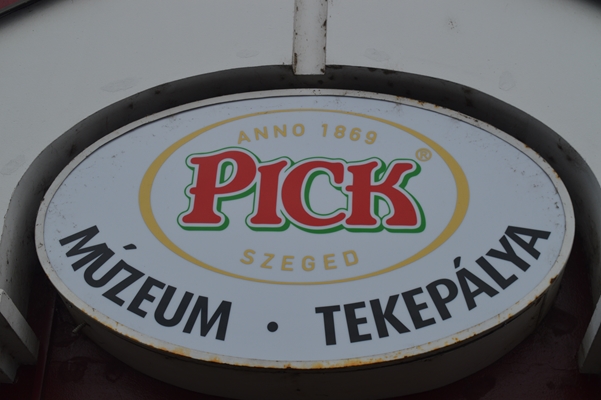 ANNO 1869
PICK®
SZEGED
MÚZEUM • TEKEPÁLYA